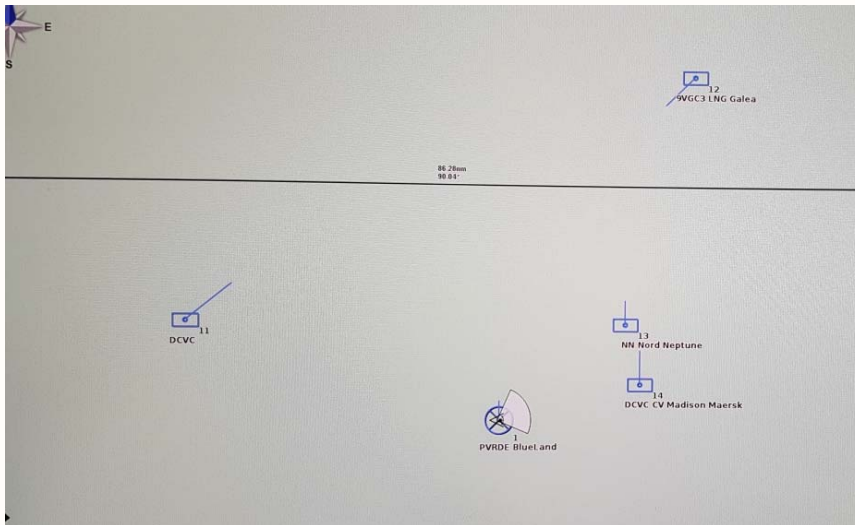 E
S
12
9VGC3 LNG Galea
86.20nm
90.04°
11
DCVC
13
NN Nord Neptune
14
DCVC CV Madison Maersk
1
PVRDE BlueLand